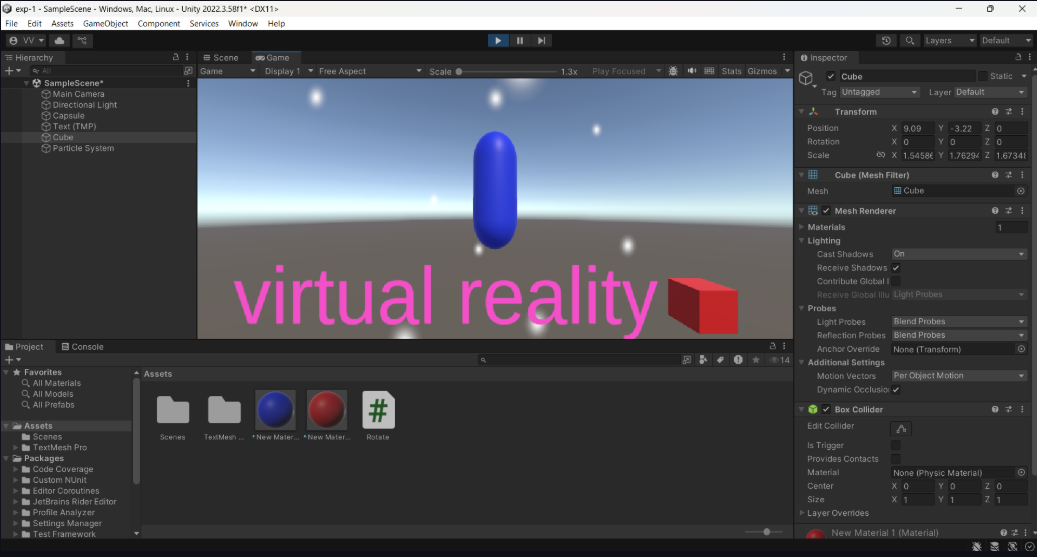 exp-1 - SampleScene - Windows, Mac, Linux - Unity 2022.3.58f1* <DX11>
File Edit Assets GameObject Component Services Window Help
VV Layers Default
Hierarchy
All
SampleScene*
Main Camera
Directional Light
Capsule
Text (TMP)
Cube
Particle System
Scene Game
Game Display 1 Free Aspect Scale 1.3x Play Focused Stats Gizmos
virtual reality
Inspector
Cube Static
Tag Untagged Layer Default
Transform
Position X 9.09 Y -3.22 Z 0
Rotation X 0 Y 0 Z 0
Scale X 1.54586 Y 1.76294 Z 1.67348
Cube (Mesh Filter)
Mesh Cube
Mesh Renderer
Materials 1
Lighting
Cast Shadows On
Receive Shadows
Contribute Global I
Receive Global Illu Light Probes
Probes
Light Probes Blend Probes
Reflection Probes Blend Probes
Anchor Override None (Transform)
Additional Settings
Motion Vectors Per Object Motion
Dynamic Occlusion
Box Collider
Edit Collider
Is Trigger
Provides Contacts
Material None (Physic Material)
Center X 0 Y 0 Z 0
Size X 1 Y 1 Z 1
Layer Overrides
New Material 1 (Material)
Project Console
14
Favorites
All Materials
All Models
All Prefabs
Assets
Scenes
TextMesh Pro
Packages
Code Coverage
Custom NUnit
Editor Coroutines
JetBrains Rider Editor
Profile Analyzer
Settings Manager
Test Framework
Assets
Scenes TextMesh ... *New Mater... *New Mater... Rotate